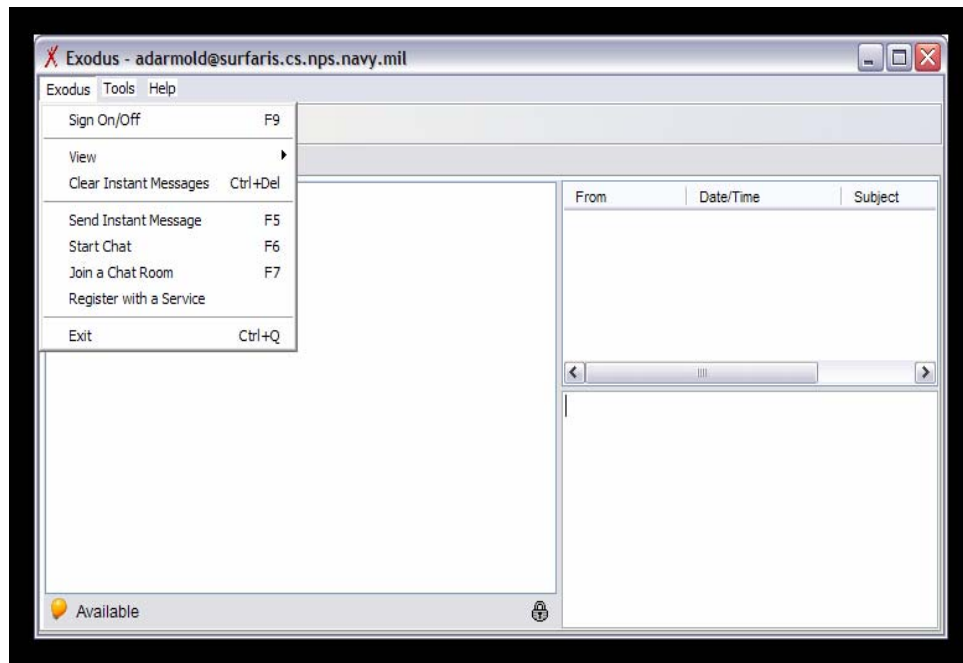 Exodus - adarmold@surfaris.cs.nps.navy.mil
Exodus Tools Help
Sign On/Off F9
View
Clear Instant Messages Ctrl+Del
Send Instant Message F5
Start Chat F6
Join a Chat Room F7
Register with a Service
Exit Ctrl+Q
From Date/Time Subject
Available